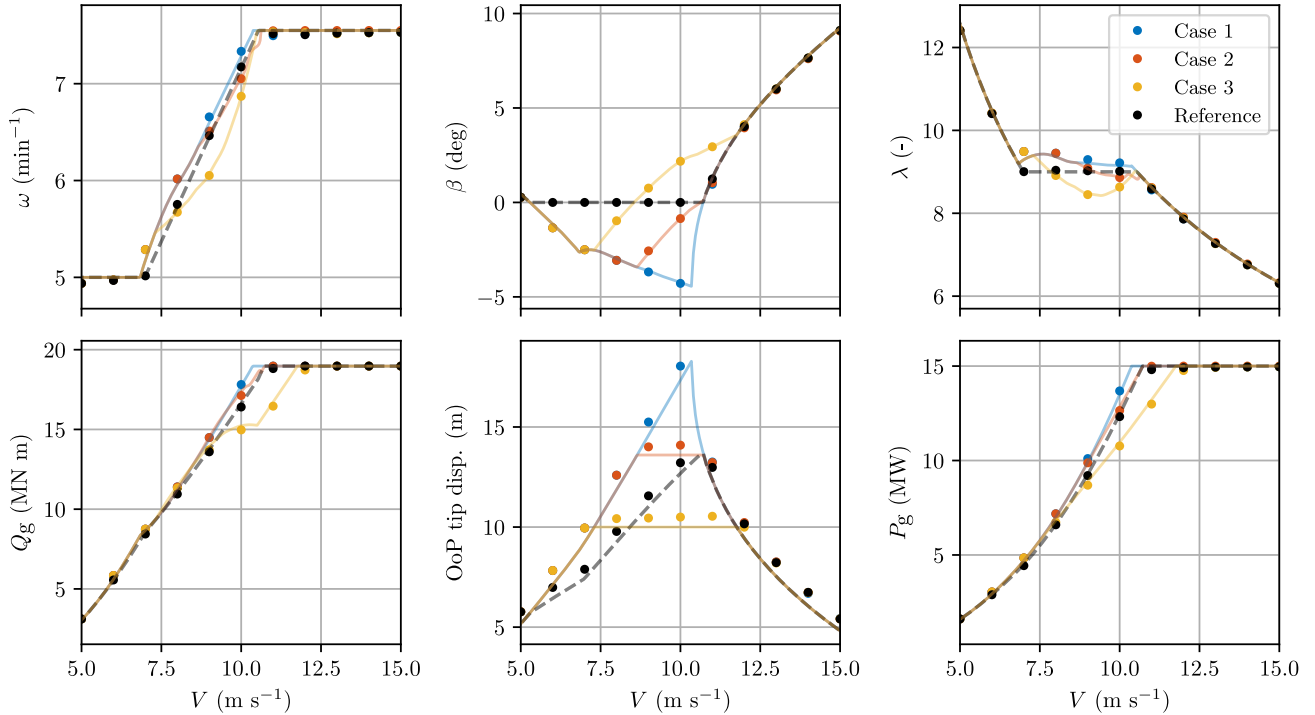 ω (min⁻¹)
7
6
5
β (deg)
10
5
0
−5
λ (-)
12
10
8
6
Case 1
Case 2
Case 3
Reference
Q_g (MN m)
20
15
10
5
5.0 7.5 10.0 12.5 15.0
V (m s⁻¹)
OoP tip disp. (m)
15
10
5
5.0 7.5 10.0 12.5 15.0
V (m s⁻¹)
P_g (MW)
15
10
5
5.0 7.5 10.0 12.5 15.0
V (m s⁻¹)